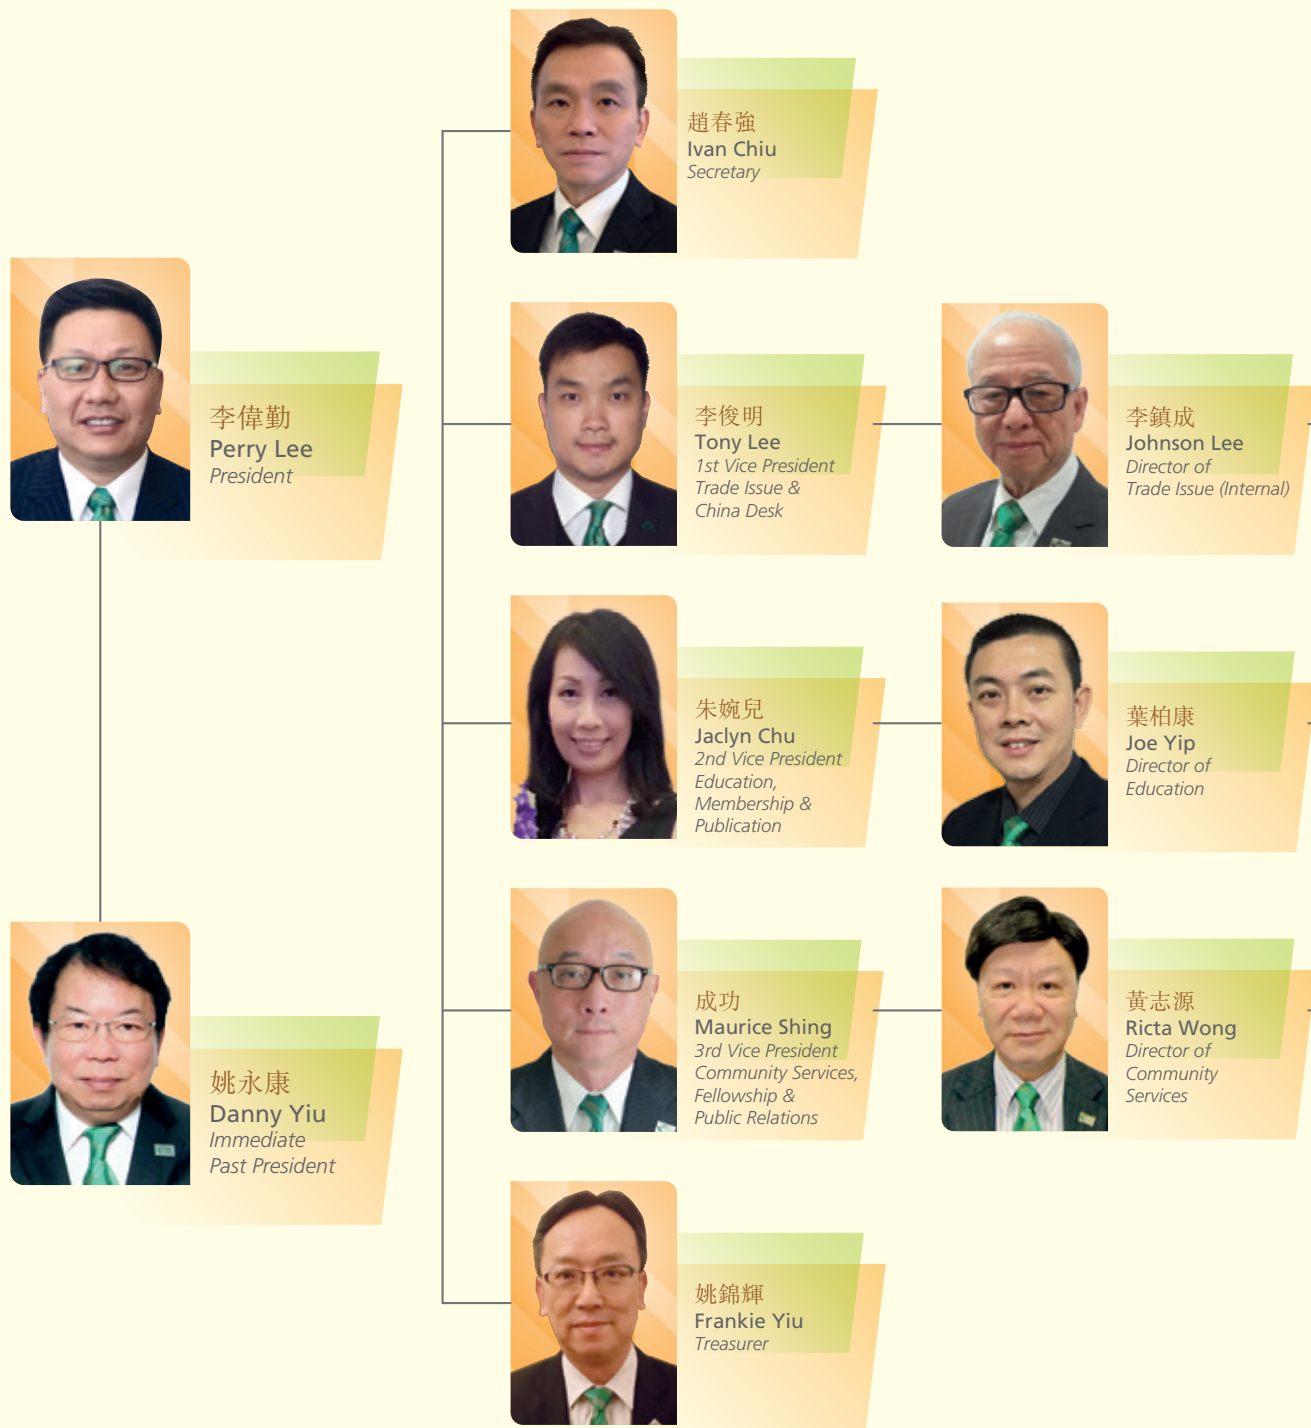 趙春強
Ivan Chiu
Secretary
李偉勤
Perry Lee
President
李俊明
Tony Lee
1st Vice President
Trade Issue &
China Desk
李鎮成
Johnson Lee
Director of
Trade Issue (Internal)
朱婉兒
Jaclyn Chu
2nd Vice President
Education,
Membership &
Publication
葉柏康
Joe Yip
Director of
Education
姚永康
Danny Yiu
Immediate
Past President
成功
Maurice Shing
3rd Vice President
Community Services,
Fellowship &
Public Relations
黃志源
Ricta Wong
Director of
Community
Services
姚錦輝
Frankie Yiu
Treasurer